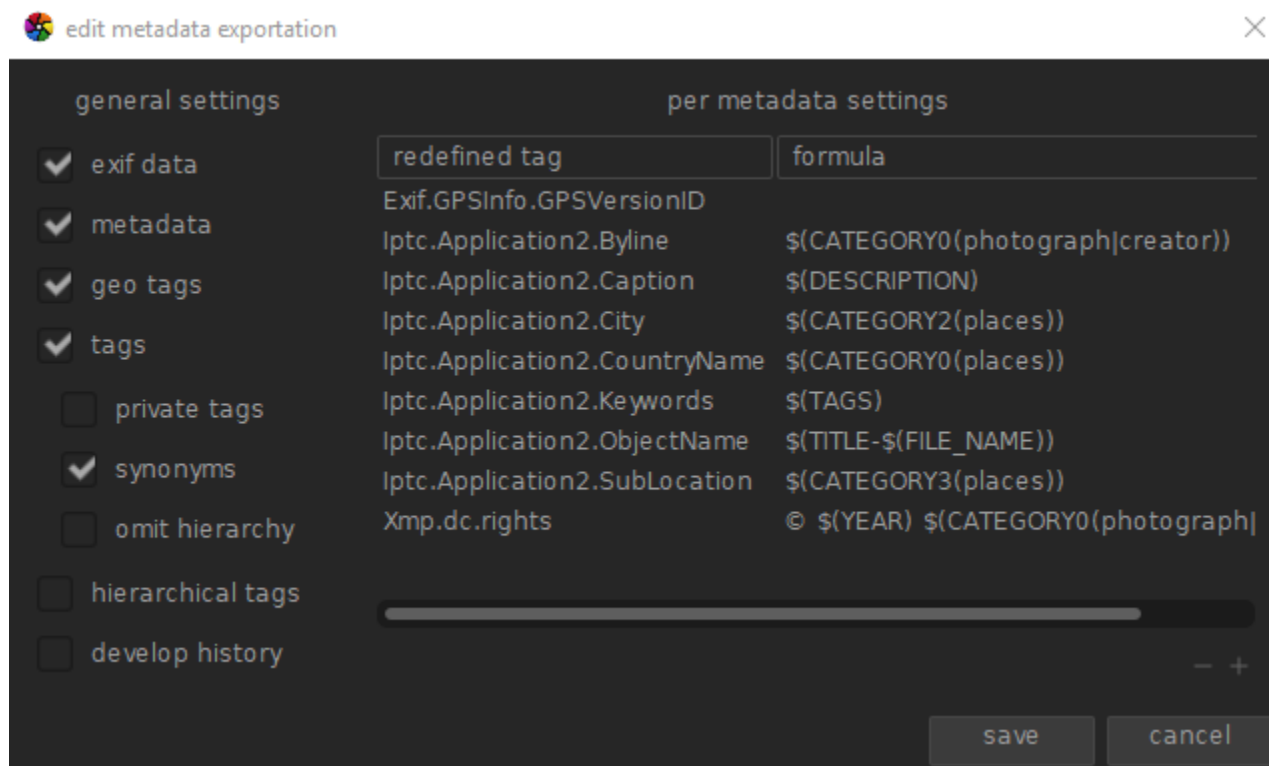 edit metadata exportation
general settings
per metadata settings
redefined tag formula
exif data
metadata
geo tags
tags
private tags
synonyms
omit hierarchy
hierarchical tags
develop history
Exif.GPSInfo.GPSVersionID
Iptc.Application2.Byline $(CATEGORY0(photograph|creator))
Iptc.Application2.Caption $(DESCRIPTION)
Iptc.Application2.City $(CATEGORY2(places))
Iptc.Application2.CountryName $(CATEGORY0(places))
Iptc.Application2.Keywords $(TAGS)
Iptc.Application2.ObjectName $(TITLE-$(FILE_NAME))
Iptc.Application2.SubLocation $(CATEGORY3(places))
Xmp.dc.rights © $(YEAR) $(CATEGORY0(photograph|
save
cancel